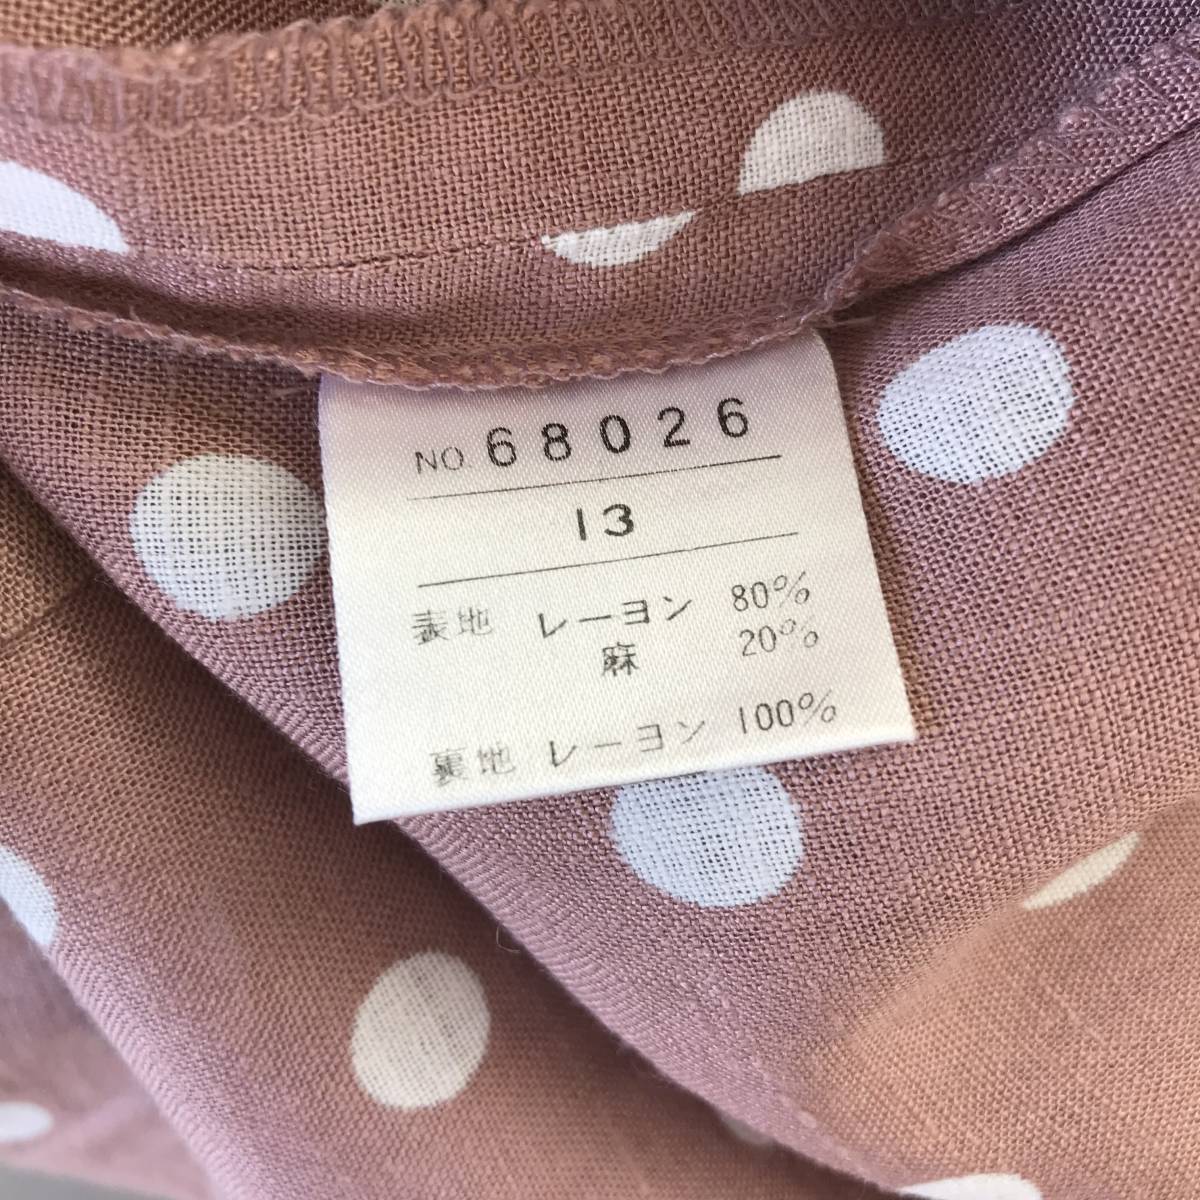 NO. 68026
13
表地 レーヨン 80%
麻 20%
裏地 レーヨン 100%